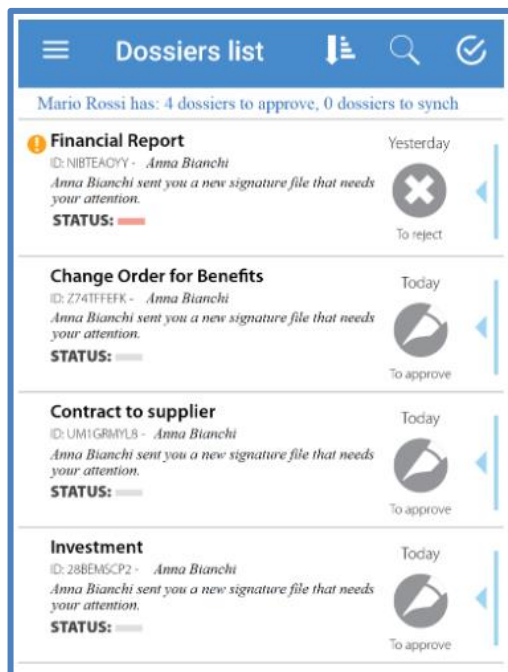 Dossiers list
Mario Rossi has: 4 dossiers to approve, 0 dossiers to synch
Financial Report
Yesterday
ID: NIBTEAOYY - Anna Bianchi
Anna Bianchi sent you a new signature file that needs
your attention.
STATUS:
To reject
Change Order for Benefits
Today
ID: Z74TFFEFK - Anna Bianchi
Anna Bianchi sent you a new signature file that needs
your attention.
STATUS:
To approve
Contract to supplier
Today
ID: UM1GRMYL8 - Anna Bianchi
Anna Bianchi sent you a new signature file that needs
your attention.
STATUS:
To approve
Investment
Today
ID: 28BEMSCP2 - Anna Bianchi
Anna Bianchi sent you a new signature file that needs
your attention.
STATUS:
To approve